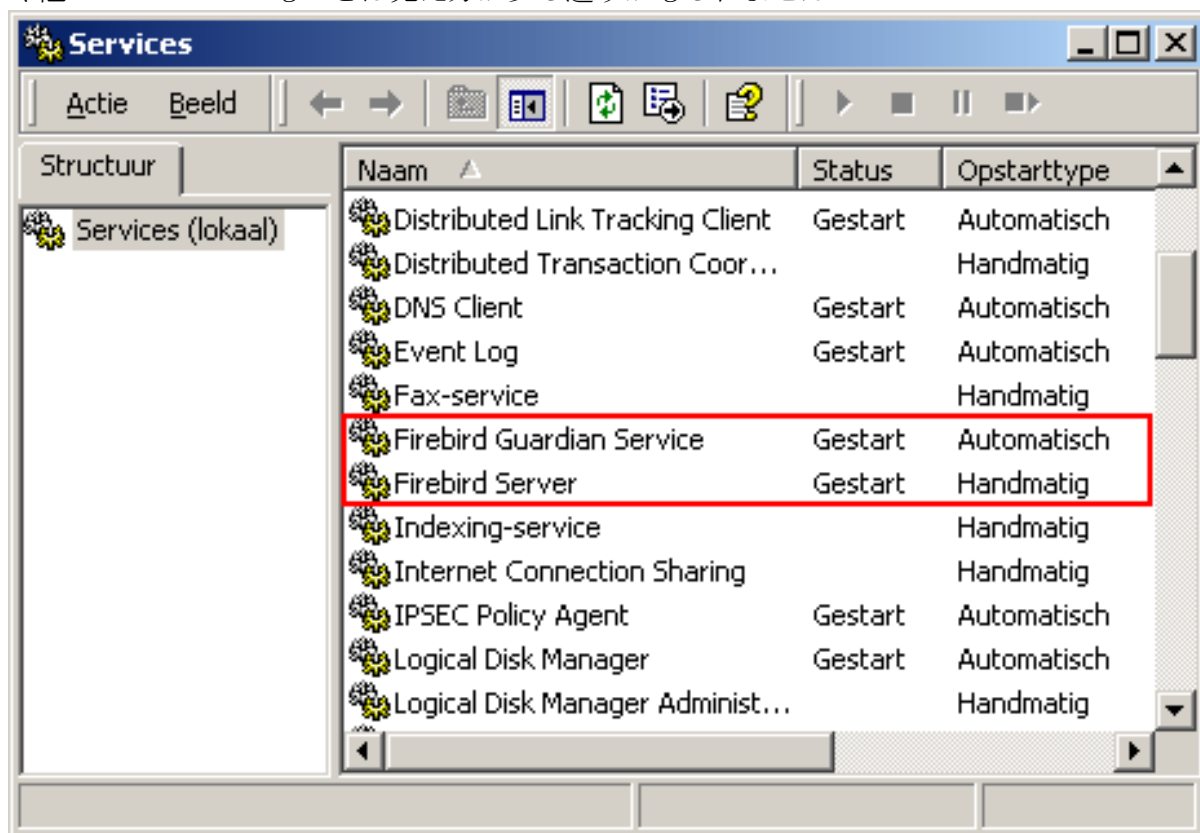 Services
Actie Beeld
Structuur
Services (lokaal)
Naam Status Opstarttype
Distributed Link Tracking Client Gestart Automatisch
Distributed Transaction Coor... Handmatig
DNS Client Gestart Automatisch
Event Log Gestart Automatisch
Fax-service Handmatig
Firebird Guardian Service Gestart Automatisch
Firebird Server Gestart Handmatig
Indexing-service Handmatig
Internet Connection Sharing Handmatig
IPSEC Policy Agent Gestart Automatisch
Logical Disk Manager Gestart Automatisch
Logical Disk Manager Administ... Handmatig